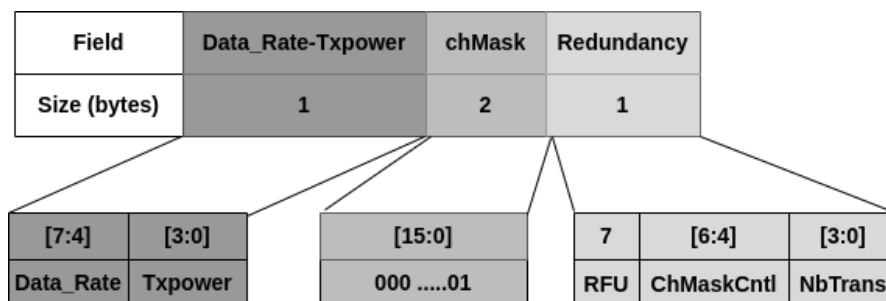 Field Data_Rate-Txpower chMask Redundancy
Size (bytes) 1 2 1
[7:4] [3:0] [15:0] 7 [6:4] [3:0]
Data_Rate Txpower 000 .....01 RFU ChMaskCntl NbTrans